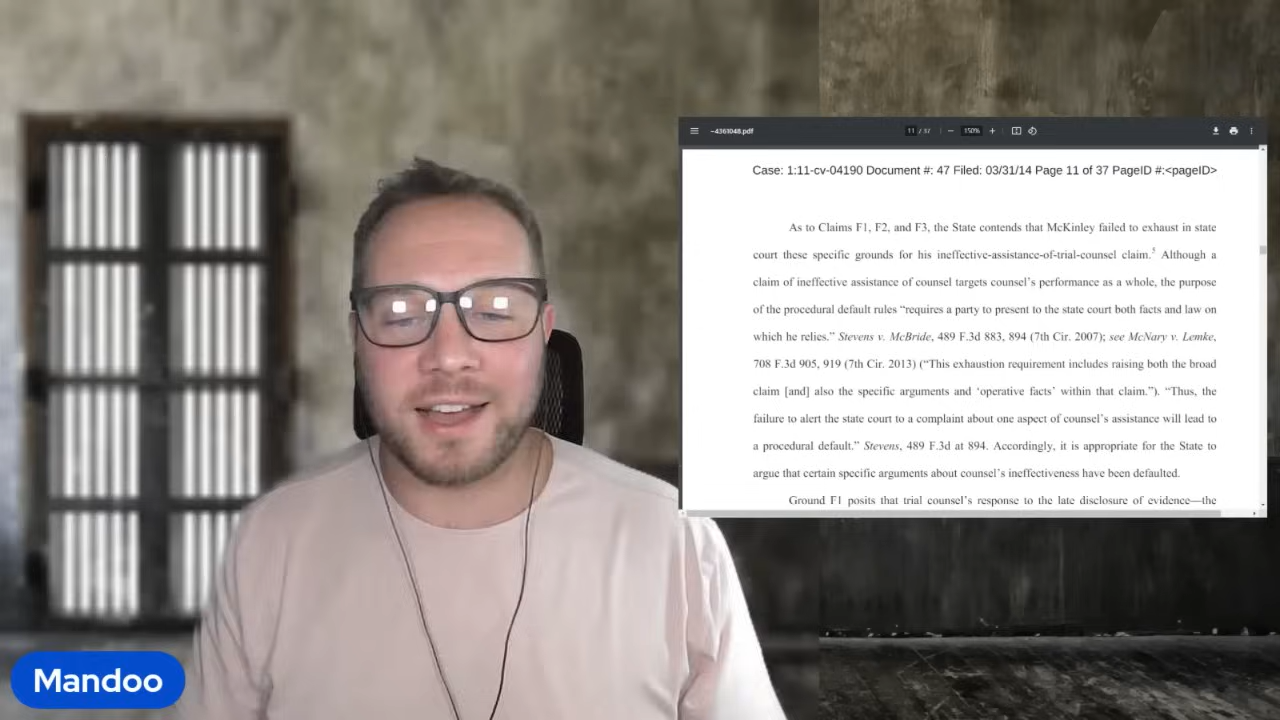 ~4361048.pdf
11 / 37
150%
Case: 1:11-cv-04190 Document #: 47 Filed: 03/31/14 Page 11 of 37 PageID #:<pageID>
As to Claims F1, F2, and F3, the State contends that McKinley failed to exhaust in state
court these specific grounds for his ineffective-assistance-of-trial-counsel claim.5 Although a
claim of ineffective assistance of counsel targets counsel’s performance as a whole, the purpose
of the procedural default rules “requires a party to present to the state court both facts and law on
which he relies.” Stevens v. McBride, 489 F.3d 883, 894 (7th Cir. 2007); see McNary v. Lemke,
708 F.3d 905, 919 (7th Cir. 2013) (“This exhaustion requirement includes raising both the broad
claim [and] also the specific arguments and ‘operative facts’ within that claim.”). “Thus, the
failure to alert the state court to a complaint about one aspect of counsel’s assistance will lead to
a procedural default.” Stevens, 489 F.3d at 894. Accordingly, it is appropriate for the State to
argue that certain specific arguments about counsel’s ineffectiveness have been defaulted.
Ground F1 posits that trial counsel’s response to the late disclosure of evidence—the
Mandoo